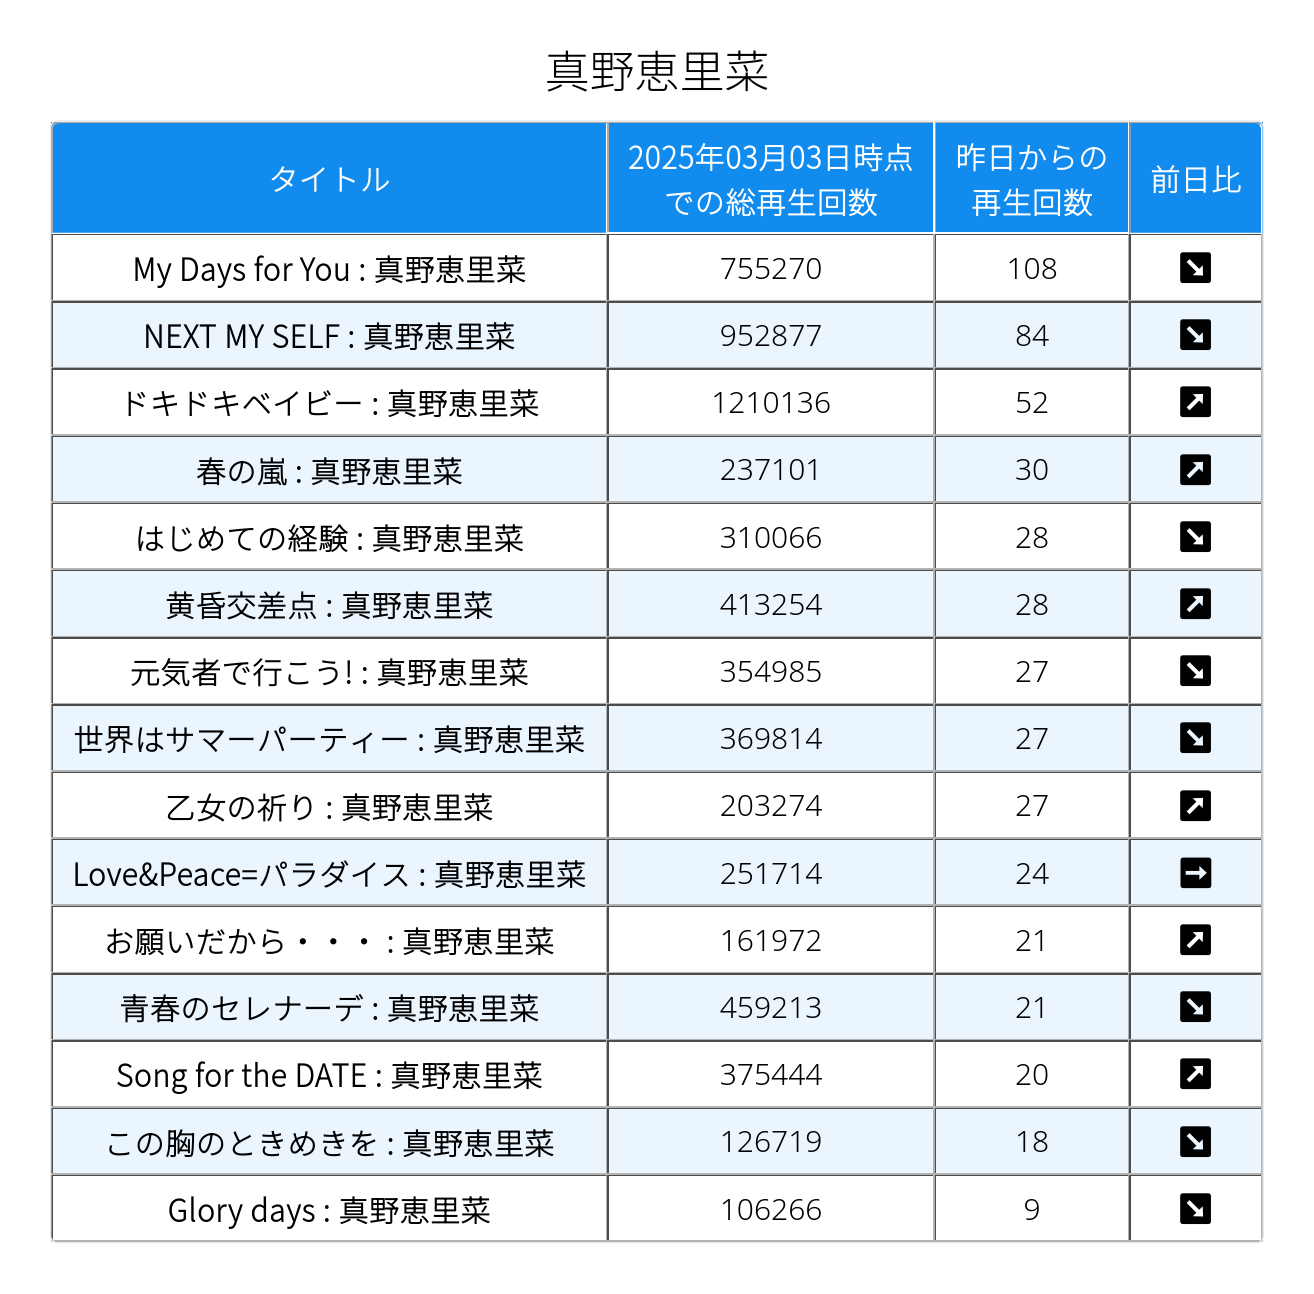 真野恵里菜
タイトル 2025年03月03日時点での総再生回数 昨日からの再生回数 前日比
My Days for You : 真野恵里菜 755270 108 ↘
NEXT MY SELF : 真野恵里菜 952877 84 ↘
ドキドキベイビー : 真野恵里菜 1210136 52 ↗
春の嵐 : 真野恵里菜 237101 30 ↗
はじめての経験 : 真野恵里菜 310066 28 ↘
黄昏交差点 : 真野恵里菜 413254 28 ↗
元気者で行こう! : 真野恵里菜 354985 27 ↘
世界はサマーパーティー : 真野恵里菜 369814 27 ↘
乙女の祈り : 真野恵里菜 203274 27 ↗
Love&Peace=パラダイス : 真野恵里菜 251714 24 →
お願いだから・・・ : 真野恵里菜 161972 21 ↗
青春のセレナーデ : 真野恵里菜 459213 21 ↘
Song for the DATE : 真野恵里菜 375444 20 ↗
この胸のときめきを : 真野恵里菜 126719 18 ↘
Glory days : 真野恵里菜 106266 9 ↘